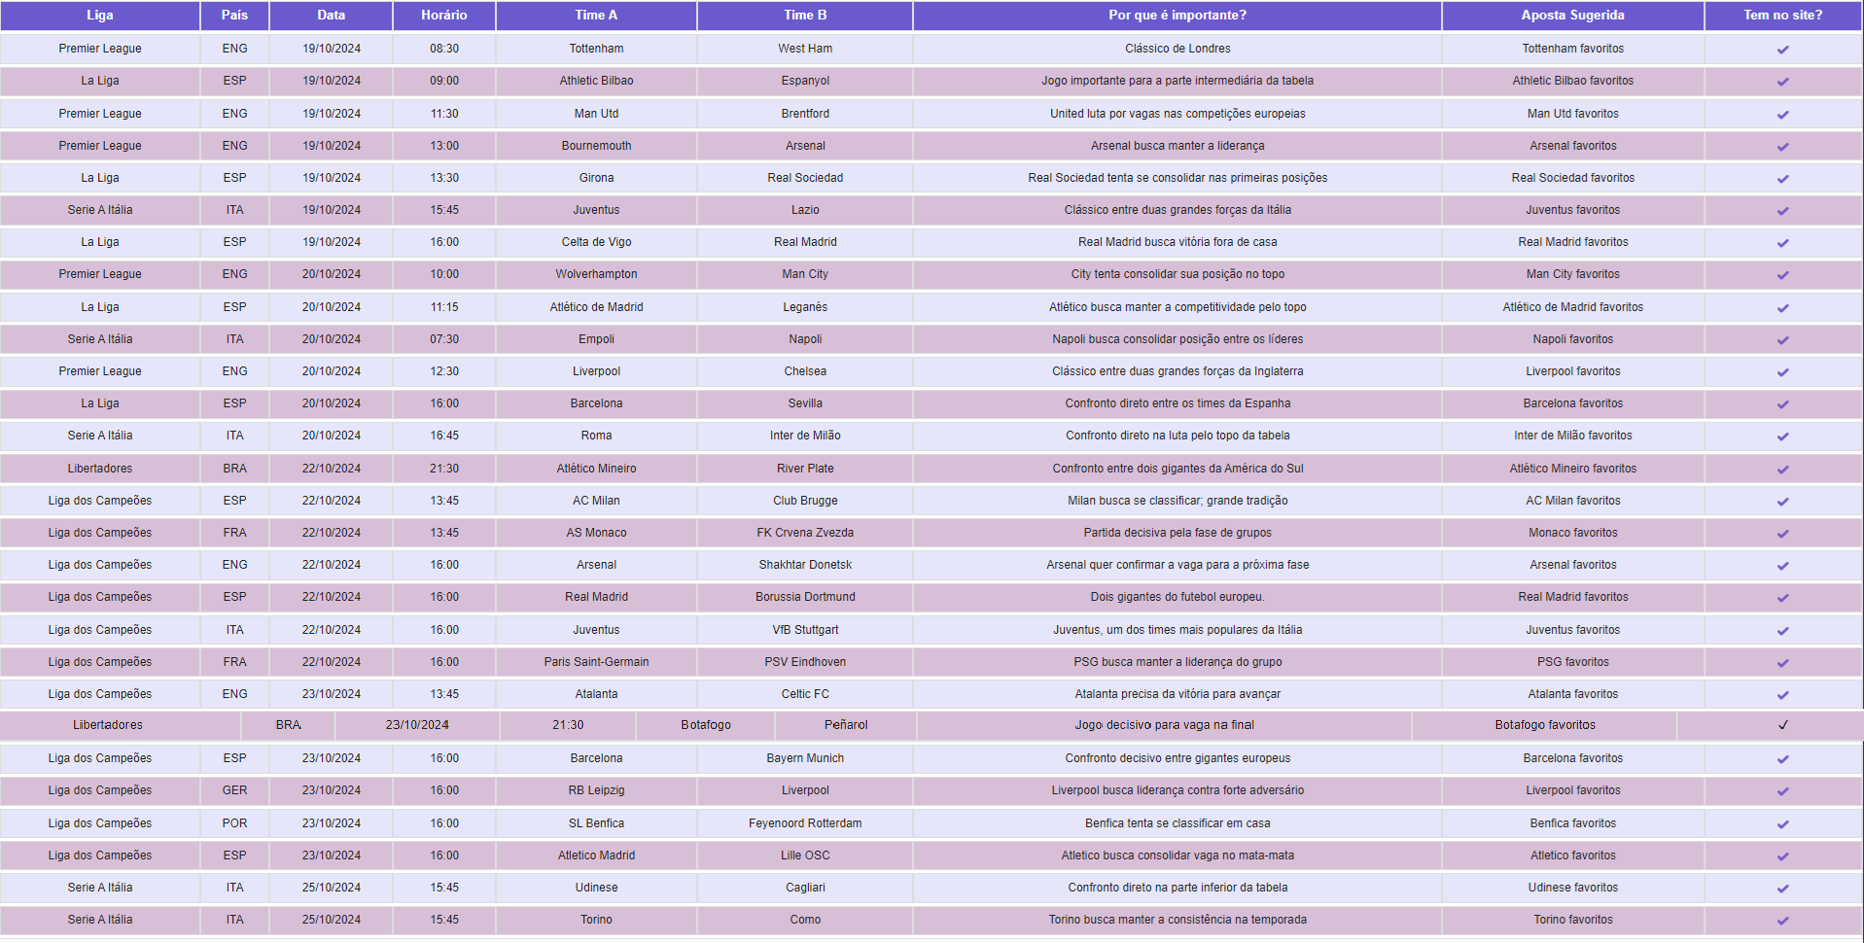 Liga País Data Horário Time A Time B Por que é importante? Aposta Sugerida Tem no site?
Premier League ENG 19/10/2024 08:30 Tottenham West Ham Clássico de Londres Tottenham favoritos ✓
La Liga ESP 19/10/2024 09:00 Athletic Bilbao Espanyol Jogo importante para a parte intermediária da tabela Athletic Bilbao favoritos ✓
Premier League ENG 19/10/2024 11:30 Man Utd Brentford United luta por vagas nas competições europeias Man Utd favoritos ✓
Premier League ENG 19/10/2024 13:00 Bournemouth Arsenal Arsenal busca manter a liderança Arsenal favoritos ✓
La Liga ESP 19/10/2024 13:30 Girona Real Sociedad Real Sociedad tenta se consolidar nas primeiras posições Real Sociedad favoritos ✓
Serie A Itália ITA 19/10/2024 15:45 Juventus Lazio Clássico entre duas grandes forças da Itália Juventus favoritos ✓
La Liga ESP 19/10/2024 16:00 Celta de Vigo Real Madrid Real Madrid busca vitória fora de casa Real Madrid favoritos ✓
Premier League ENG 20/10/2024 10:00 Wolverhampton Man City City tenta consolidar sua posição no topo Man City favoritos ✓
La Liga ESP 20/10/2024 11:15 Atlético de Madrid Leganés Atlético busca manter a competitividade pelo topo Atlético de Madrid favoritos ✓
Serie A Itália ITA 20/10/2024 07:30 Empoli Napoli Napoli busca consolidar posição entre os líderes Napoli favoritos ✓
Premier League ENG 20/10/2024 12:30 Liverpool Chelsea Clássico entre duas grandes forças da Inglaterra Liverpool favoritos ✓
La Liga ESP 20/10/2024 16:00 Barcelona Sevilla Confronto direto entre os times da Espanha Barcelona favoritos ✓
Serie A Itália ITA 20/10/2024 16:45 Roma Inter de Milão Confronto direto na luta pelo topo da tabela Inter de Milão favoritos ✓
Libertadores BRA 22/10/2024 21:30 Atlético Mineiro River Plate Confronto entre dois gigantes da América do Sul Atlético Mineiro favoritos ✓
Liga dos Campeões ESP 22/10/2024 13:45 AC Milan Club Brugge Milan busca se classificar; grande tradição AC Milan favoritos ✓
Liga dos Campeões FRA 22/10/2024 13:45 AS Monaco FK Crvena Zvezda Partida decisiva pela fase de grupos Monaco favoritos ✓
Liga dos Campeões ENG 22/10/2024 16:00 Arsenal Shakhtar Donetsk Arsenal quer confirmar a vaga para a próxima fase Arsenal favoritos ✓
Liga dos Campeões ESP 22/10/2024 16:00 Real Madrid Borussia Dortmund Dois gigantes do futebol europeu. Real Madrid favoritos ✓
Liga dos Campeões ITA 22/10/2024 16:00 Juventus VfB Stuttgart Juventus, um dos times mais populares da Itália Juventus favoritos ✓
Liga dos Campeões FRA 22/10/2024 16:00 Paris Saint-Germain PSV Eindhoven PSG busca manter a liderança do grupo PSG favoritos ✓
Liga dos Campeões ENG 23/10/2024 13:45 Atalanta Celtic FC Atalanta precisa da vitória para avançar Atalanta favoritos ✓
Libertadores BRA 23/10/2024 21:30 Botafogo Peñarol Jogo decisivo para vaga na final Botafogo favoritos ✓
Liga dos Campeões ESP 23/10/2024 16:00 Barcelona Bayern Munich Confronto decisivo entre gigantes europeus Barcelona favoritos ✓
Liga dos Campeões GER 23/10/2024 16:00 RB Leipzig Liverpool Liverpool busca liderança contra forte adversário Liverpool favoritos ✓
Liga dos Campeões POR 23/10/2024 16:00 SL Benfica Feyenoord Rotterdam Benfica tenta se classificar em casa Benfica favoritos ✓
Liga dos Campeões ESP 23/10/2024 16:00 Atletico Madrid Lille OSC Atletico busca consolidar vaga no mata-mata Atletico favoritos ✓
Serie A Itália ITA 25/10/2024 15:45 Udinese Cagliari Confronto direto na parte inferior da tabela Udinese favoritos ✓
Serie A Itália ITA 25/10/2024 15:45 Torino Como Torino busca manter a consistência na temporada Torino favoritos ✓